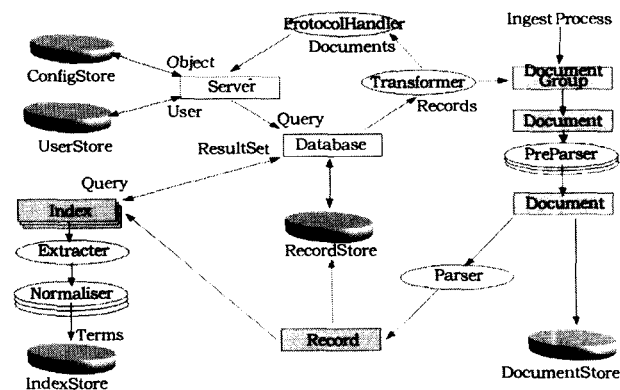 ProtocolHandler
Ingest Process
Object
Documents
ConfigStore
Server
Transformer
Document
Group
User
Query
Records
Document
UserStore
ResultSet
Database
PreParser
Query
Index
Document
Extracter
RecordStore
Parser
Normaliser
Terms
Record
IndexStore
DocumentStore